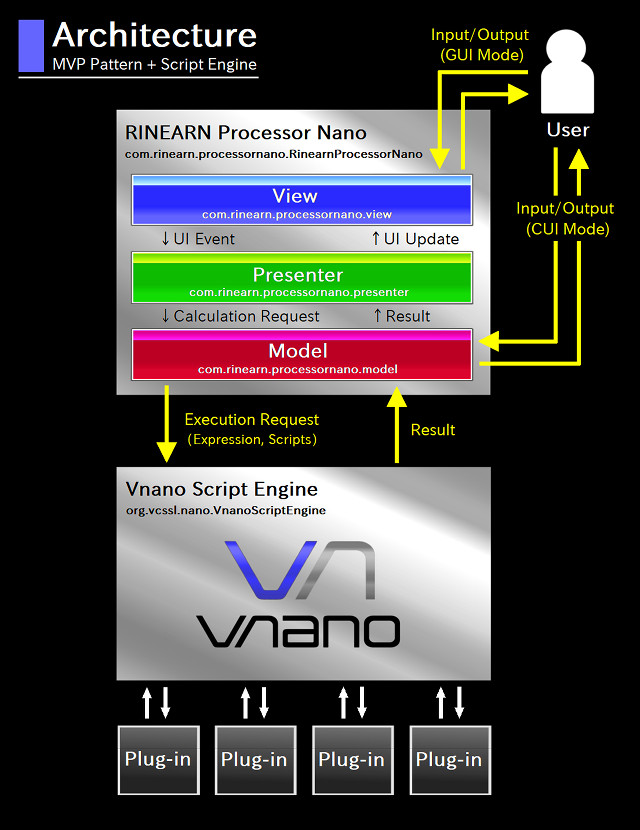 Architecture
MVP Pattern + Script Engine
Input/Output
(GUI Mode)
User
RINEARN Processor Nano
com.rinearn.processornano.RinearnProcessorNano
View
com.rinearn.processornano.view
↓UI Event
↑UI Update
Input/Output
(CUI Mode)
Presenter
com.rinearn.processornano.presenter
↓Calculation Request
↑Result
Model
com.rinearn.processornano.model
Execution Request
(Expression, Scripts)
Result
Vnano Script Engine
org.vcssl.nano.VnanoScriptEngine
Vnano
Plug-in
Plug-in
Plug-in
Plug-in